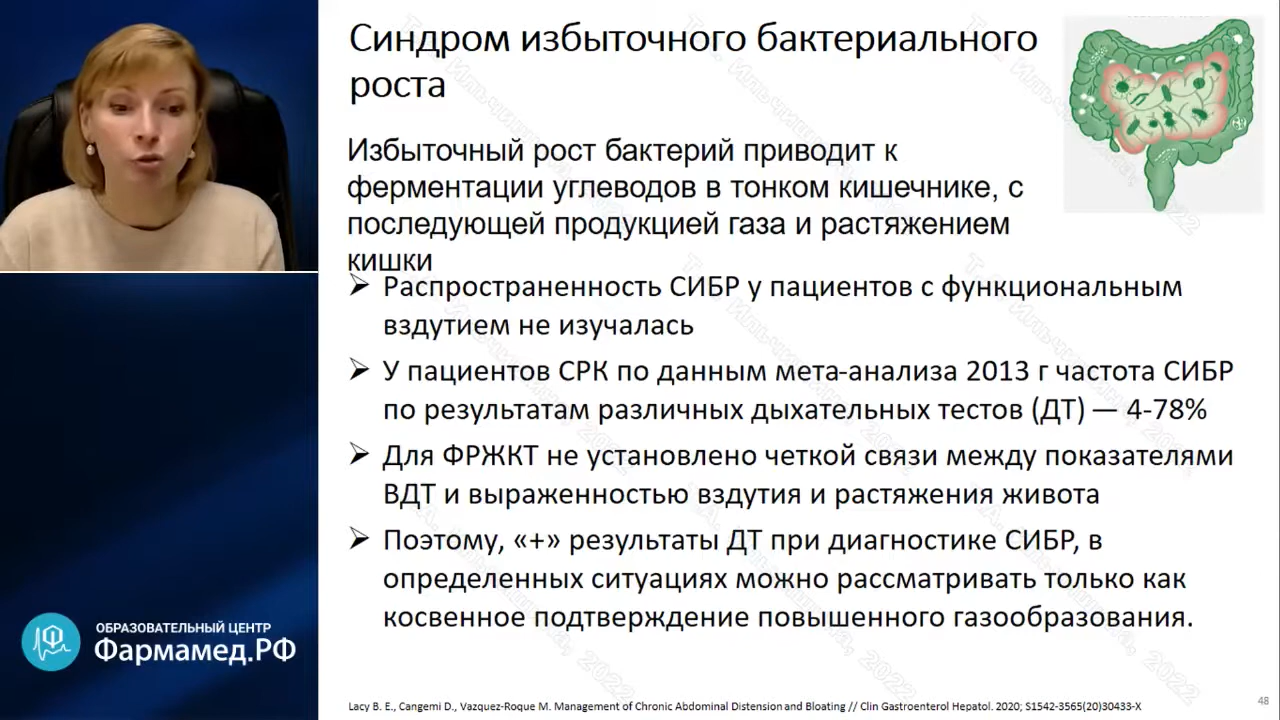 Синдром избыточного бактериального
роста
Избыточный рост бактерий приводит к
ферментации углеводов в тонком кишечнике, с
последующей продукцией газа и растяжением
кишки
Распространенность СИБР у пациентов с функциональным
вздутием не изучалась
У пациентов СРК по данным мета-анализа 2013 г частота СИБР
по результатам различных дыхательных тестов (ДТ) — 4-78%
Для ФРЖКТ не установлено четкой связи между показателями
ВДТ и выраженностью вздутия и растяжения живота
Поэтому, «+» результаты ДТ при диагностике СИБР, в
определенных ситуациях можно рассматривать только как
косвенное подтверждение повышенного газообразования.
ОБРАЗОВАТЕЛЬНЫЙ ЦЕНТР
Фармамед.РФ
Lacy B. E., Cangemi D., Vazquez-Roque M. Management of Chronic Abdominal Distension and Bloating // Clin Gastroenterol Hepatol. 2020; S1542-3565(20)30433-X
48